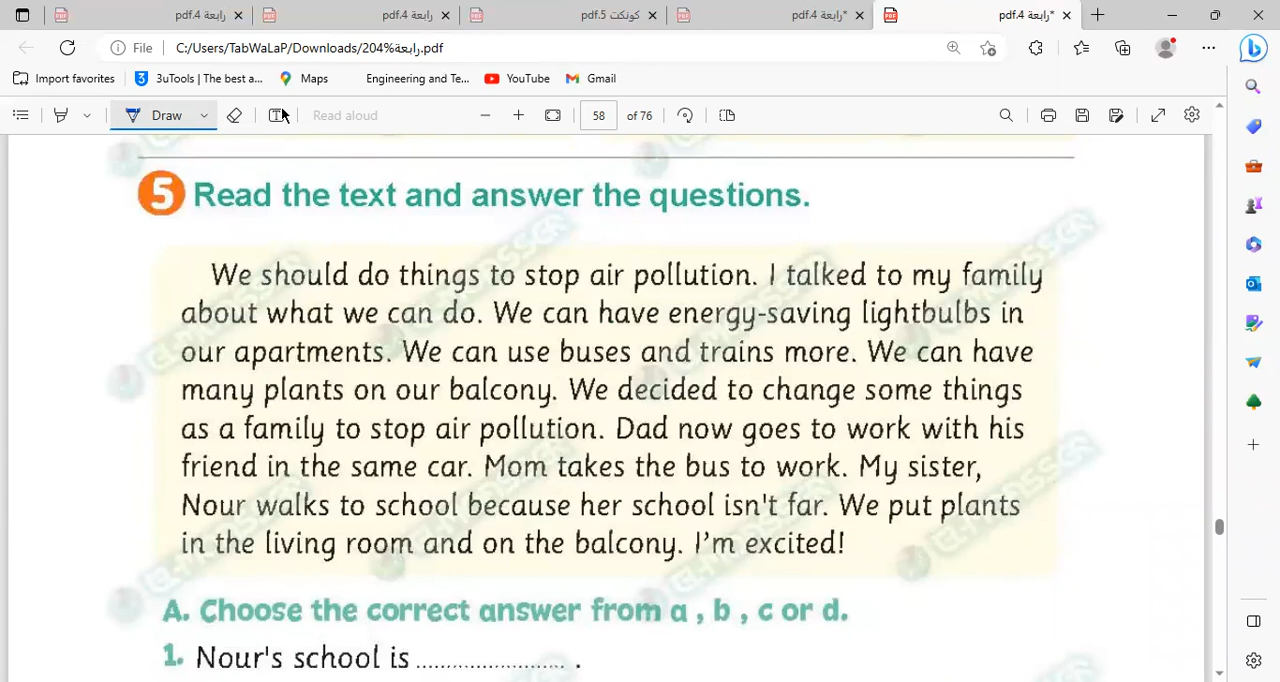 رابعة 4.pdf
رابعة 4.pdf
كونكت 5.pdf
*رابعة 4.pdf
*رابعة 4.pdf
File
C:/Users/TabWaLaP/Downloads/204%رابعة.pdf
Import favorites
3uTools | The best a...
Maps
Engineering and Te...
YouTube
Gmail
Draw
Read aloud
58
of 76
5 Read the text and answer the questions.
We should do things to stop air pollution. I talked to my family
about what we can do. We can have energy-saving lightbulbs in
our apartments. We can use buses and trains more. We can have
many plants on our balcony. We decided to change some things
as a family to stop air pollution. Dad now goes to work with his
friend in the same car. Mom takes the bus to work. My sister,
Nour walks to school because her school isn't far. We put plants
in the living room and on the balcony. I'm excited!
A. Choose the correct answer from a , b , c or d.
1. Nour's school is ....................... .